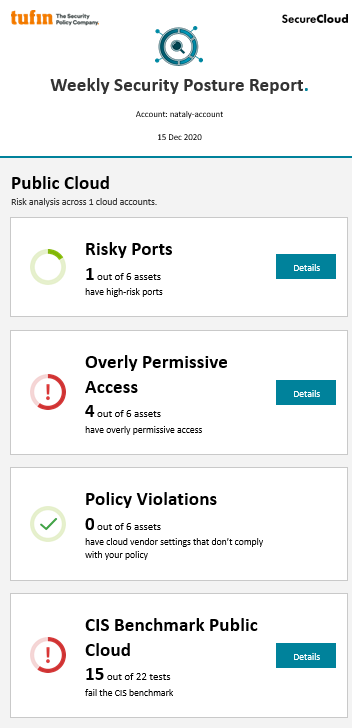 tufin The Security
Policy Company.
SecureCloud
Weekly Security Posture Report.
Account: nataly-account
15 Dec 2020
Public Cloud
Risk analysis across 1 cloud accounts.
Risky Ports
1 out of 6 assets
have high-risk ports
Details
Overly Permissive
Access
4 out of 6 assets
have overly permissive access
Details
Policy Violations
0 out of 6 assets
have cloud vendor settings that don't comply
with your policy
CIS Benchmark Public
Cloud
15 out of 22 tests
fail the CIS benchmark
Details